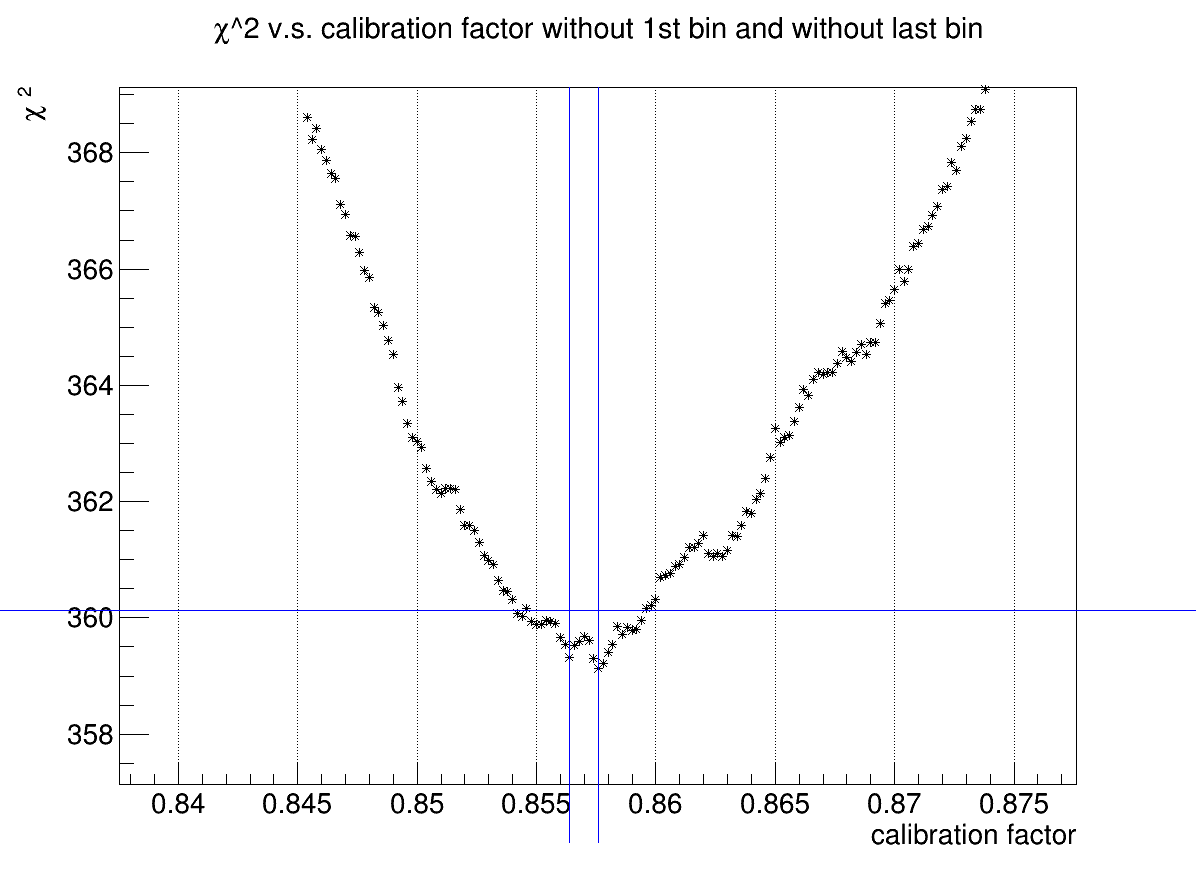 χ^2 v.s. calibration factor without 1st bin and without last bin
χ 2
368
366
364
362
360
358
0.84 0.845 0.85 0.855 0.86 0.865 0.87 0.875
calibration factor